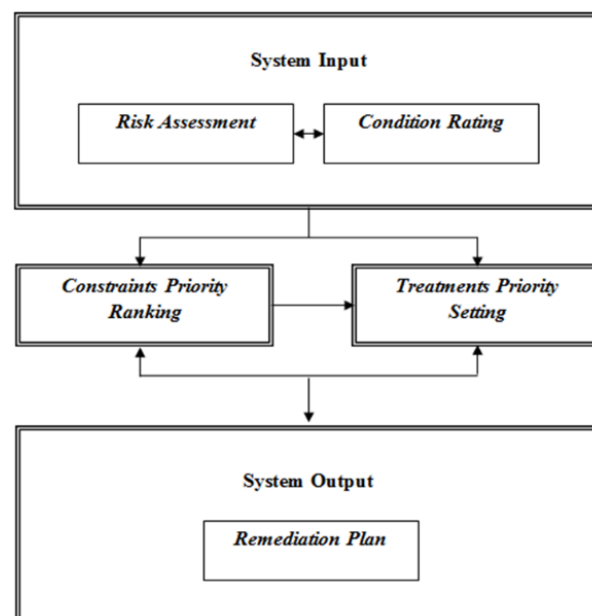 System Input
Risk Assessment
Condition Rating
Constraints Priority
Ranking
Treatments Priority
Setting
System Output
Remediation Plan